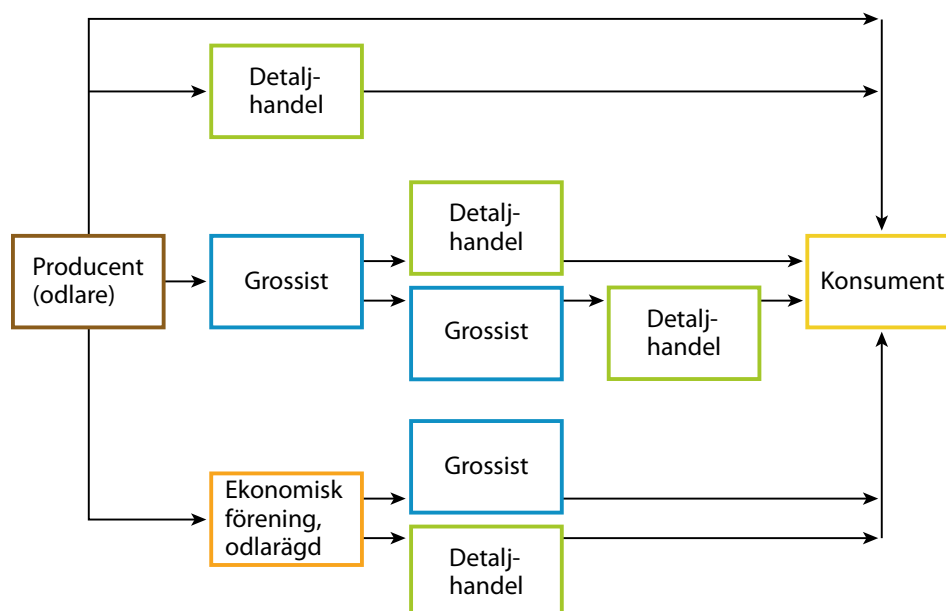 Detalj-
handel
Detalj-
handel
Producent
(odlare)
Grossist
Konsument
Grossist
Detalj-
handel
Grossist
Ekonomisk
förening,
odlarägd
Detalj-
handel